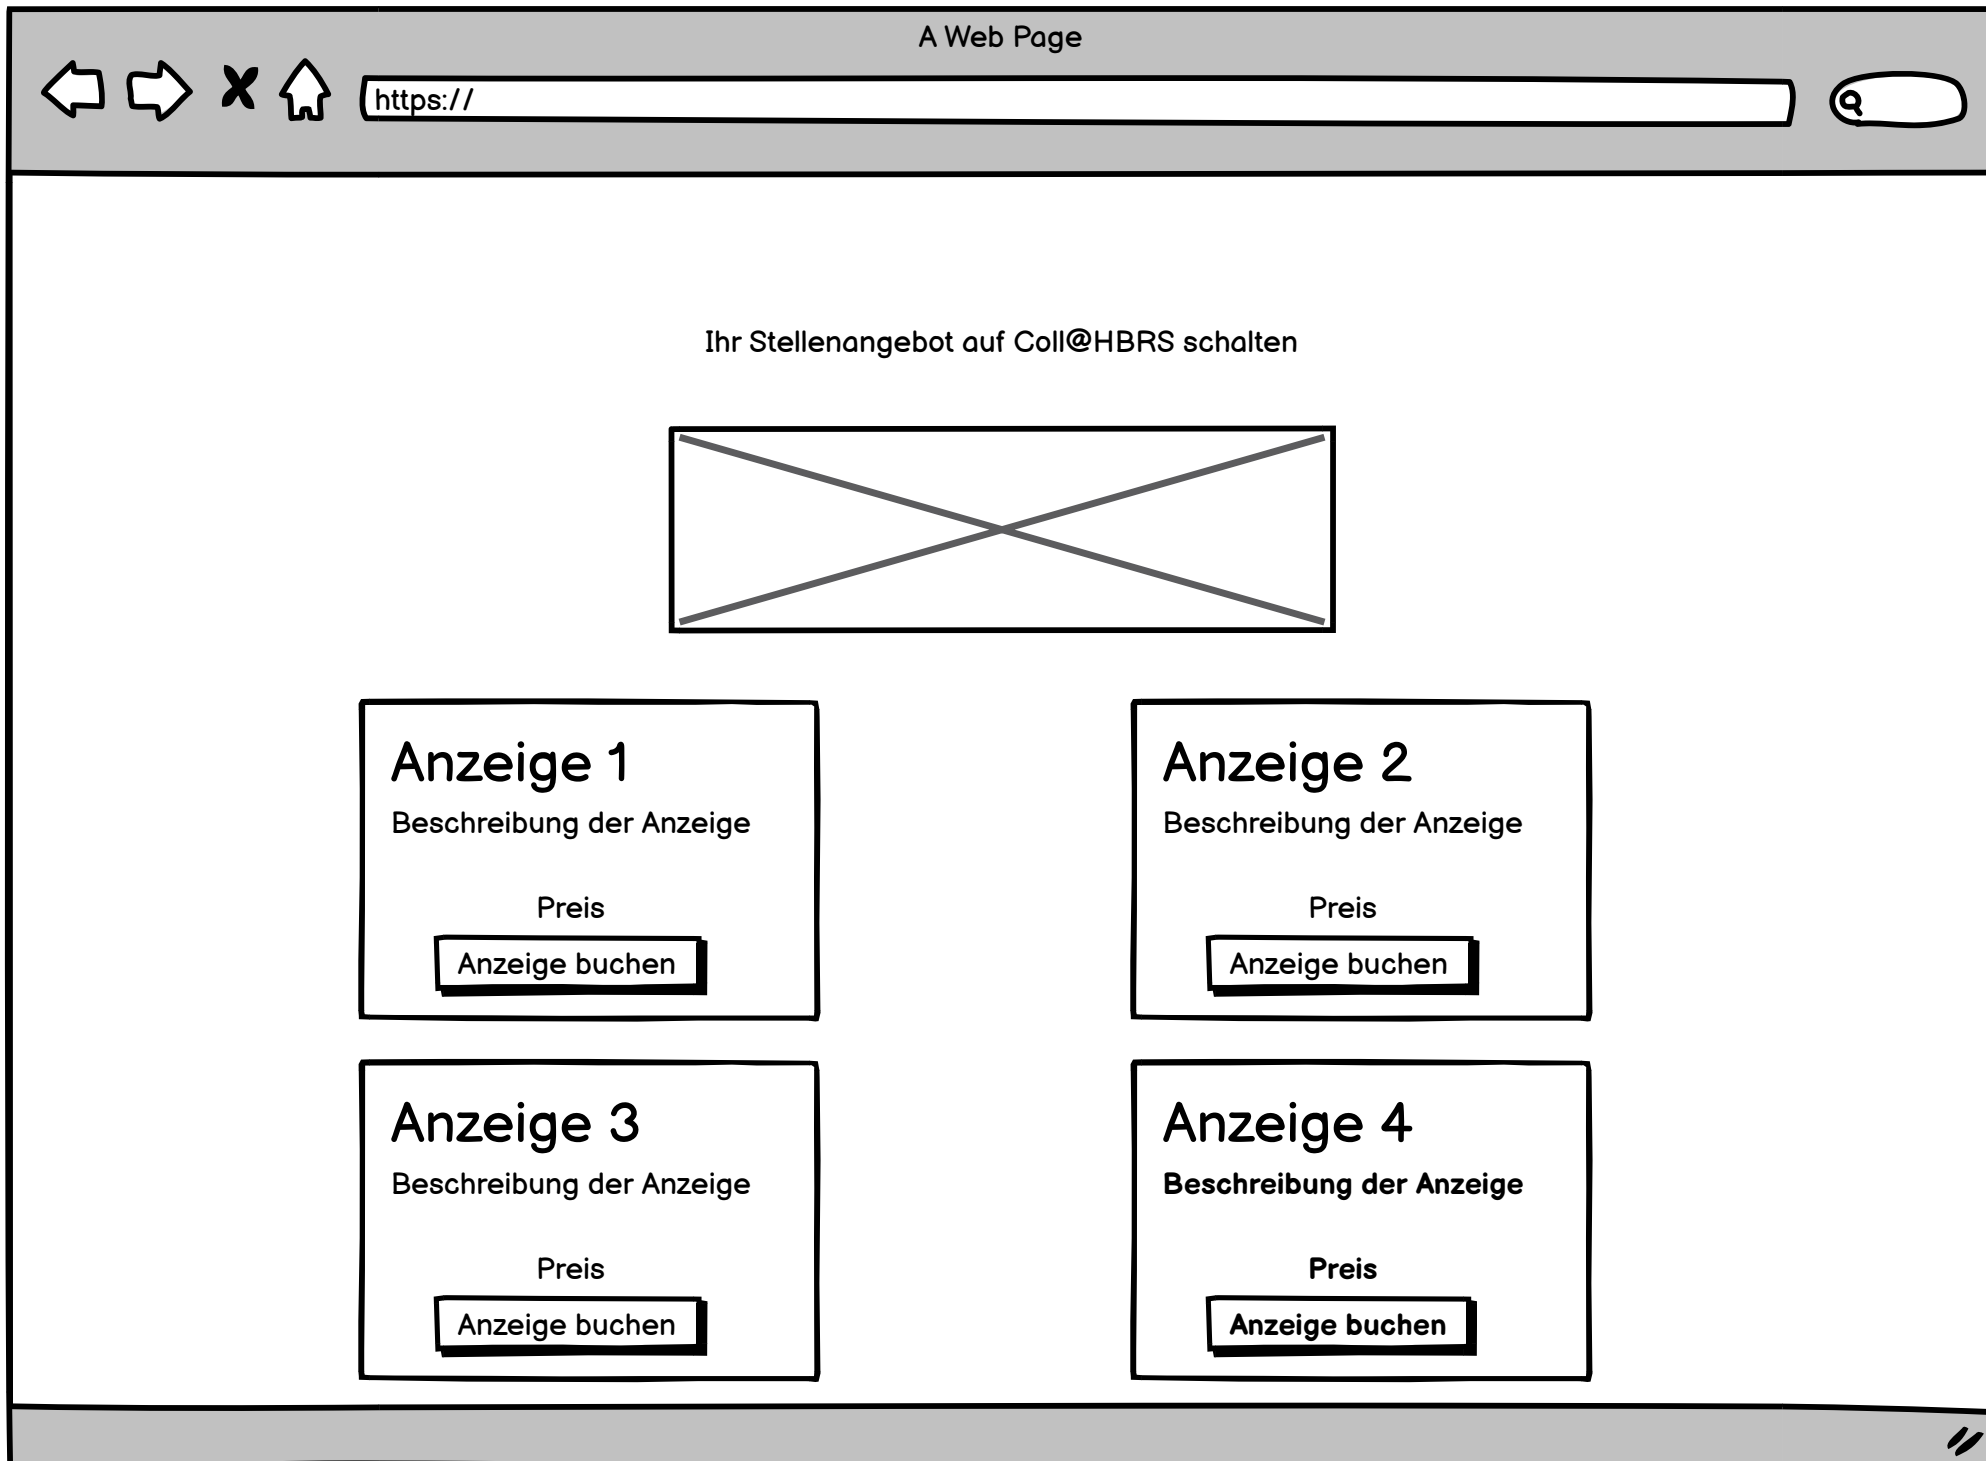 A Web Page
https://
Ihr Stellenangebot auf Coll@HBRS schalten
Anzeige 1
Beschreibung der Anzeige
Preis
Anzeige buchen
Anzeige 2
Beschreibung der Anzeige
Preis
Anzeige buchen
Anzeige 3
Beschreibung der Anzeige
Preis
Anzeige buchen
Anzeige 4
Beschreibung der Anzeige
Preis
Anzeige buchen